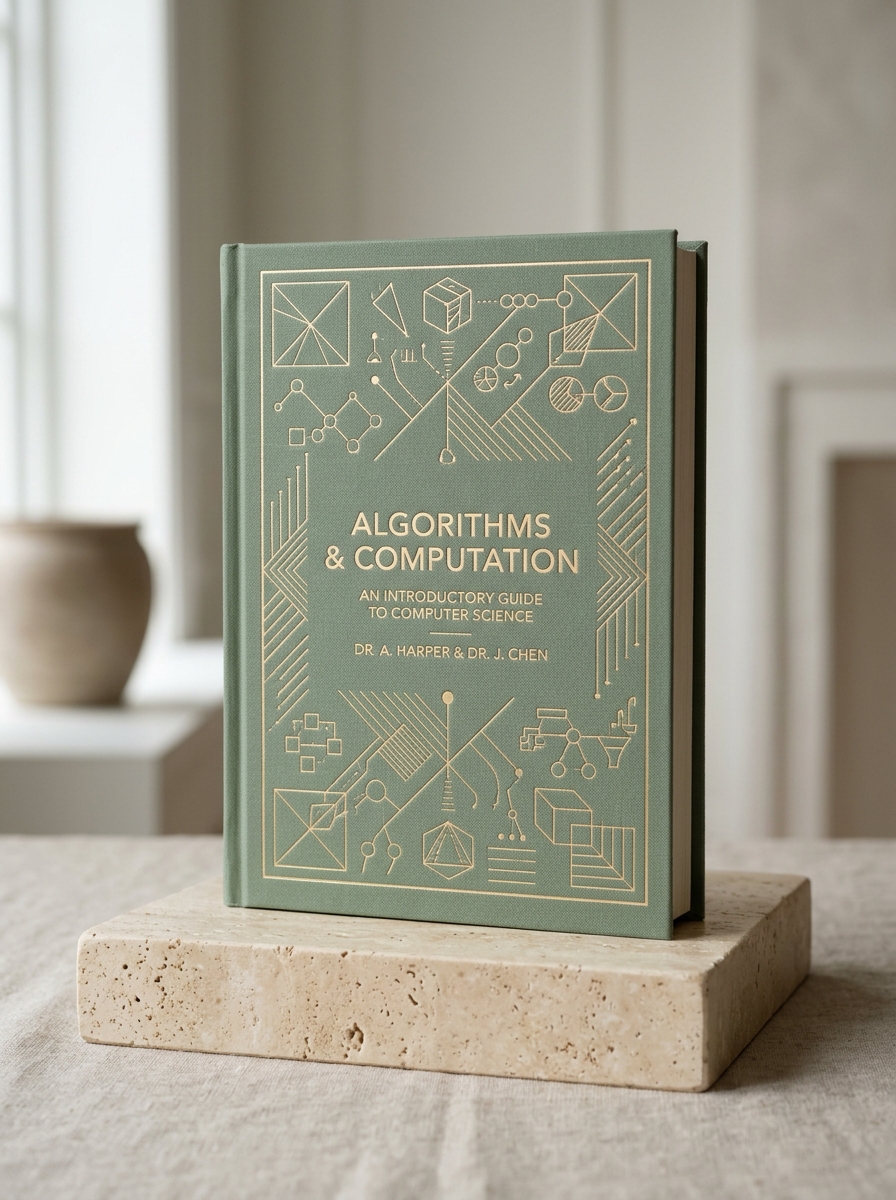 ALGORITHMS
& COMPUTATION
AN INTRODUCTORY GUIDE
TO COMPUTER SCIENCE
DR. A. HARPER & DR. J. CHEN